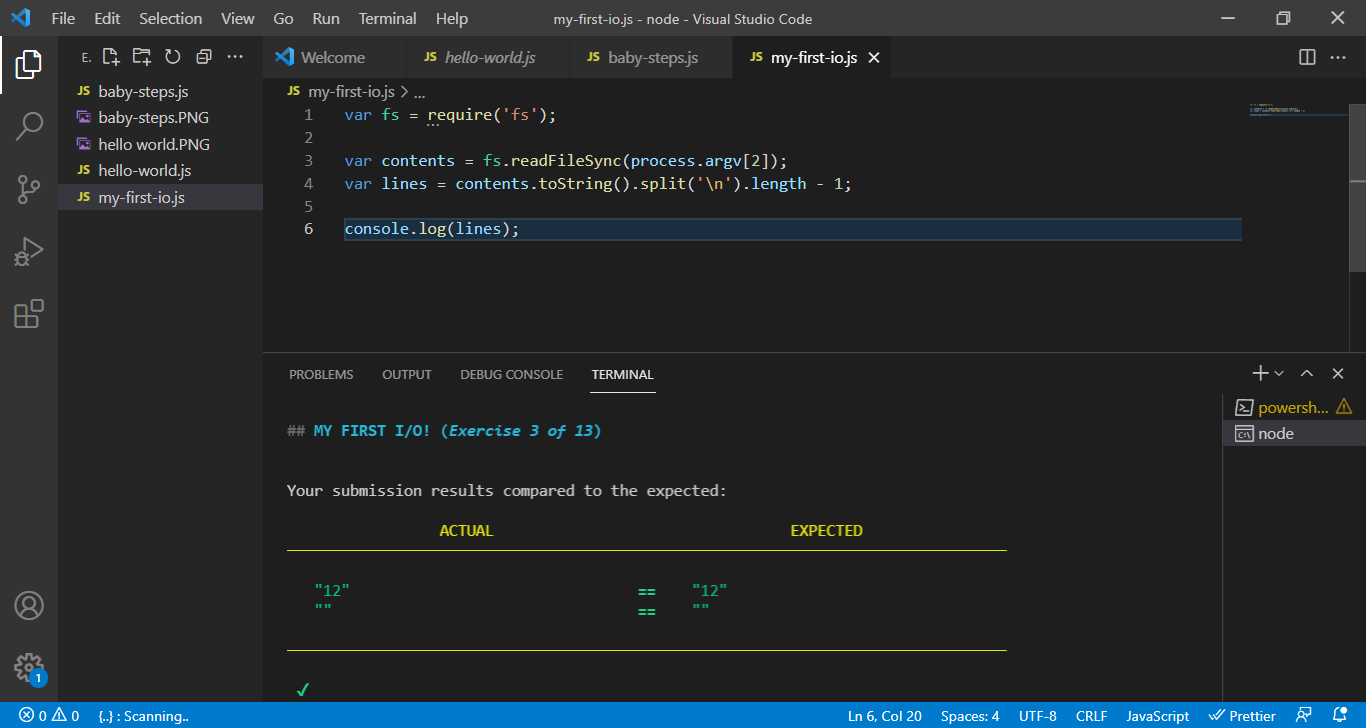 File Edit Selection View Go Run Terminal Help my-first-io.js - node - Visual Studio Code
E.
JS baby-steps.js
baby-steps.PNG
hello world.PNG
JS hello-world.js
JS my-first-io.js
Welcome JS hello-world.js JS baby-steps.js JS my-first-io.js
JS my-first-io.js > ...
1 var fs = require('fs');
2
3 var contents = fs.readFileSync(process.argv[2]);
4 var lines = contents.toString().split('\n').length - 1;
5
6 console.log(lines);
PROBLEMS OUTPUT DEBUG CONSOLE TERMINAL
powersh...
node
## MY FIRST I/O! (Exercise 3 of 13)
Your submission results compared to the expected:
ACTUAL EXPECTED
"12" == "12"
"" == ""
✓
1
0 0 {..} : Scanning.. Ln 6, Col 20 Spaces: 4 UTF-8 CRLF JavaScript Prettier